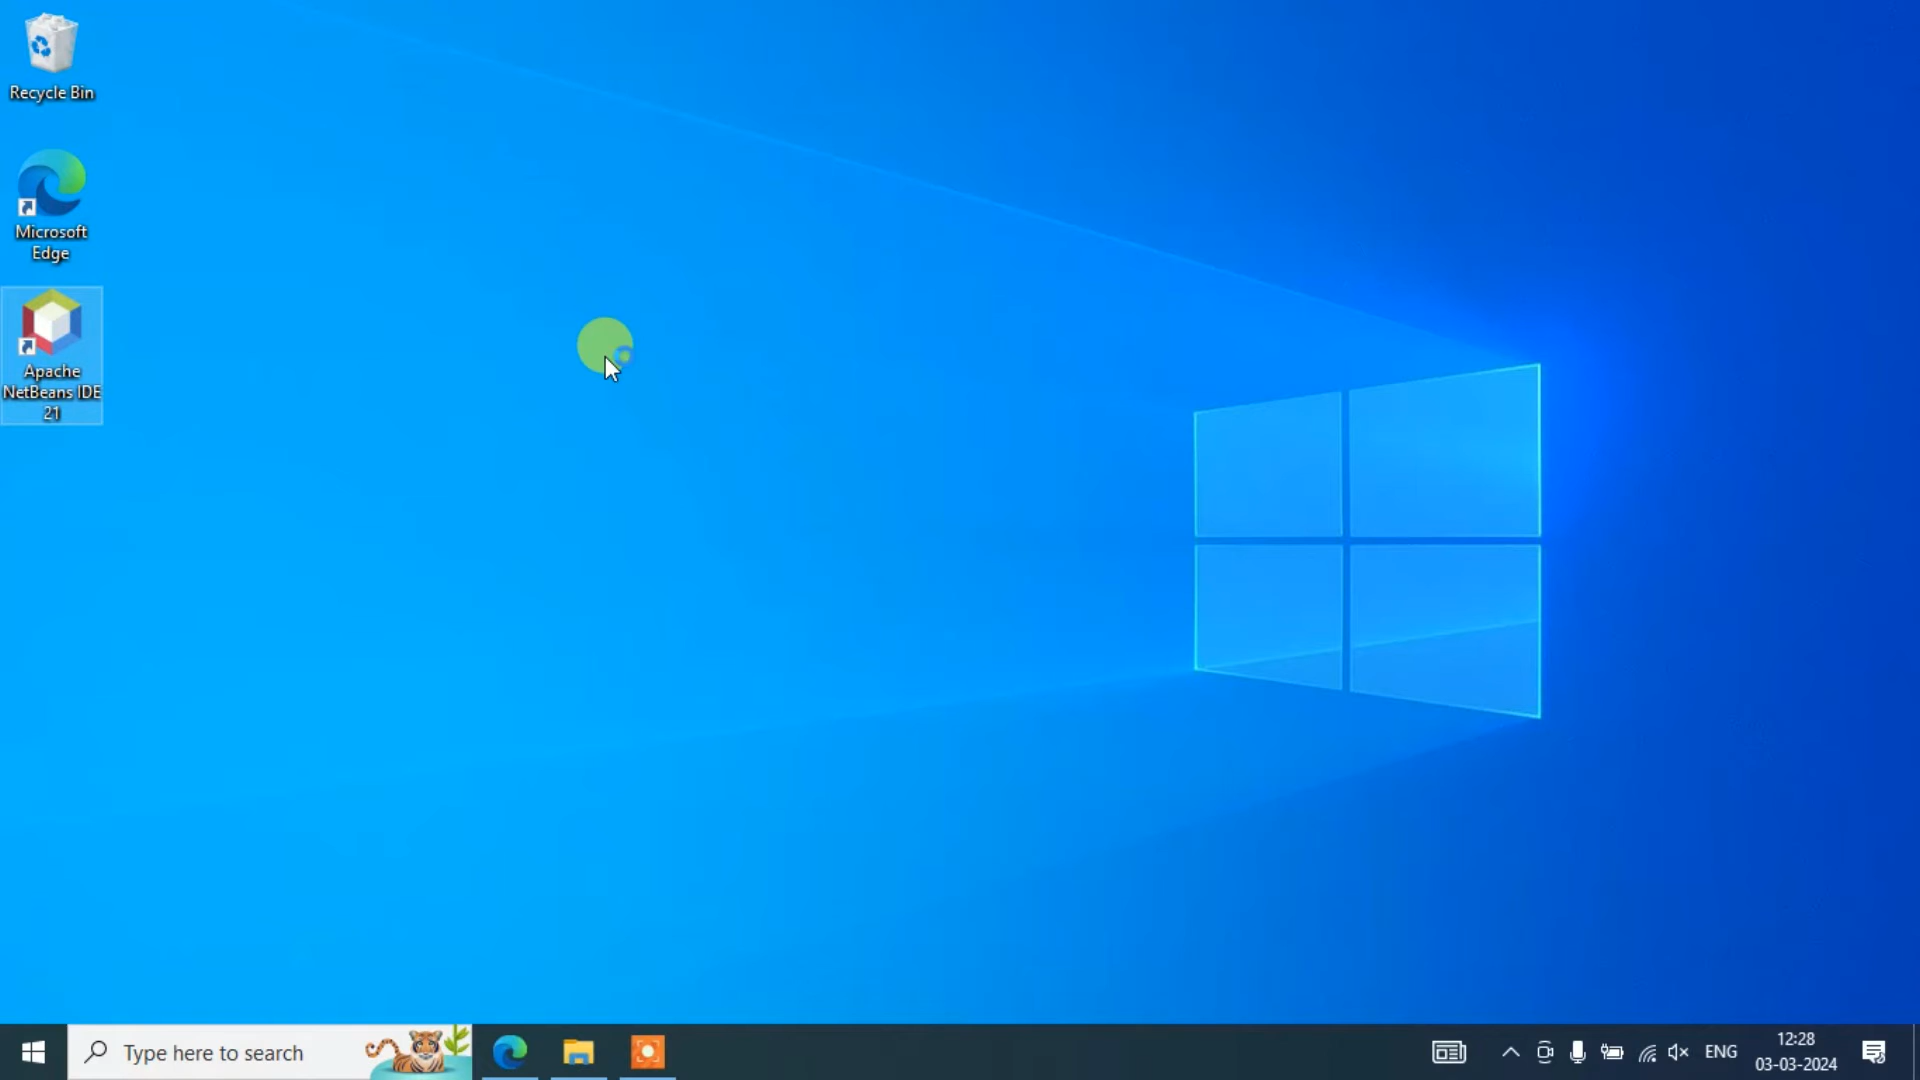 Recycle Bin
Microsoft
Edge
Apache
NetBeans IDE
21
Type here to search
ENG
12:28
03-03-2024